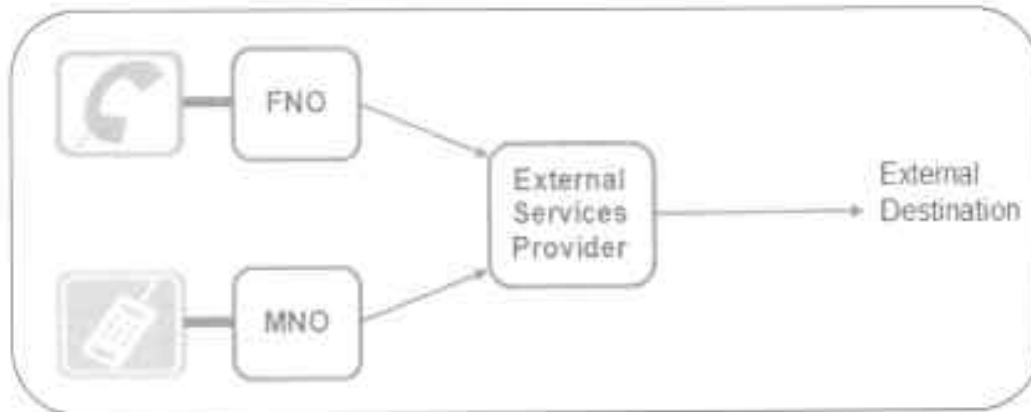 FNO
External
Services
Provider
External
Destination
MNO